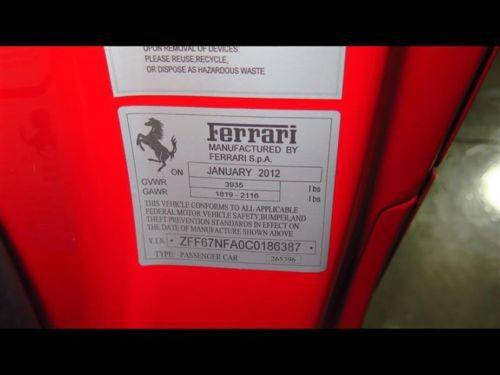 UPON REMOVAL OF DEVICES:
PLEASE REUSE, RECYCLE
OR DISPOSE AS HAZARDOUS WASTE
Ferrari
MANUFACTURED BY
FERRARI S.p.A.
ON JANUARY 2012
GVWR 3935 lbs
GAWR 1819 - 2116 lbs
THIS VEHICLE CONFORMS TO ALL APPLICABLE
FEDERAL MOTOR VEHICLE SAFETY, BUMPER, AND
THEFT PREVENTION STANDARDS IN EFFECT ON
THE DATE OF MANUFACTURE SHOWN ABOVE
V.I.N. * ZFF67NFA0C0186387 *
TYPE: PASSENGER CAR 265396